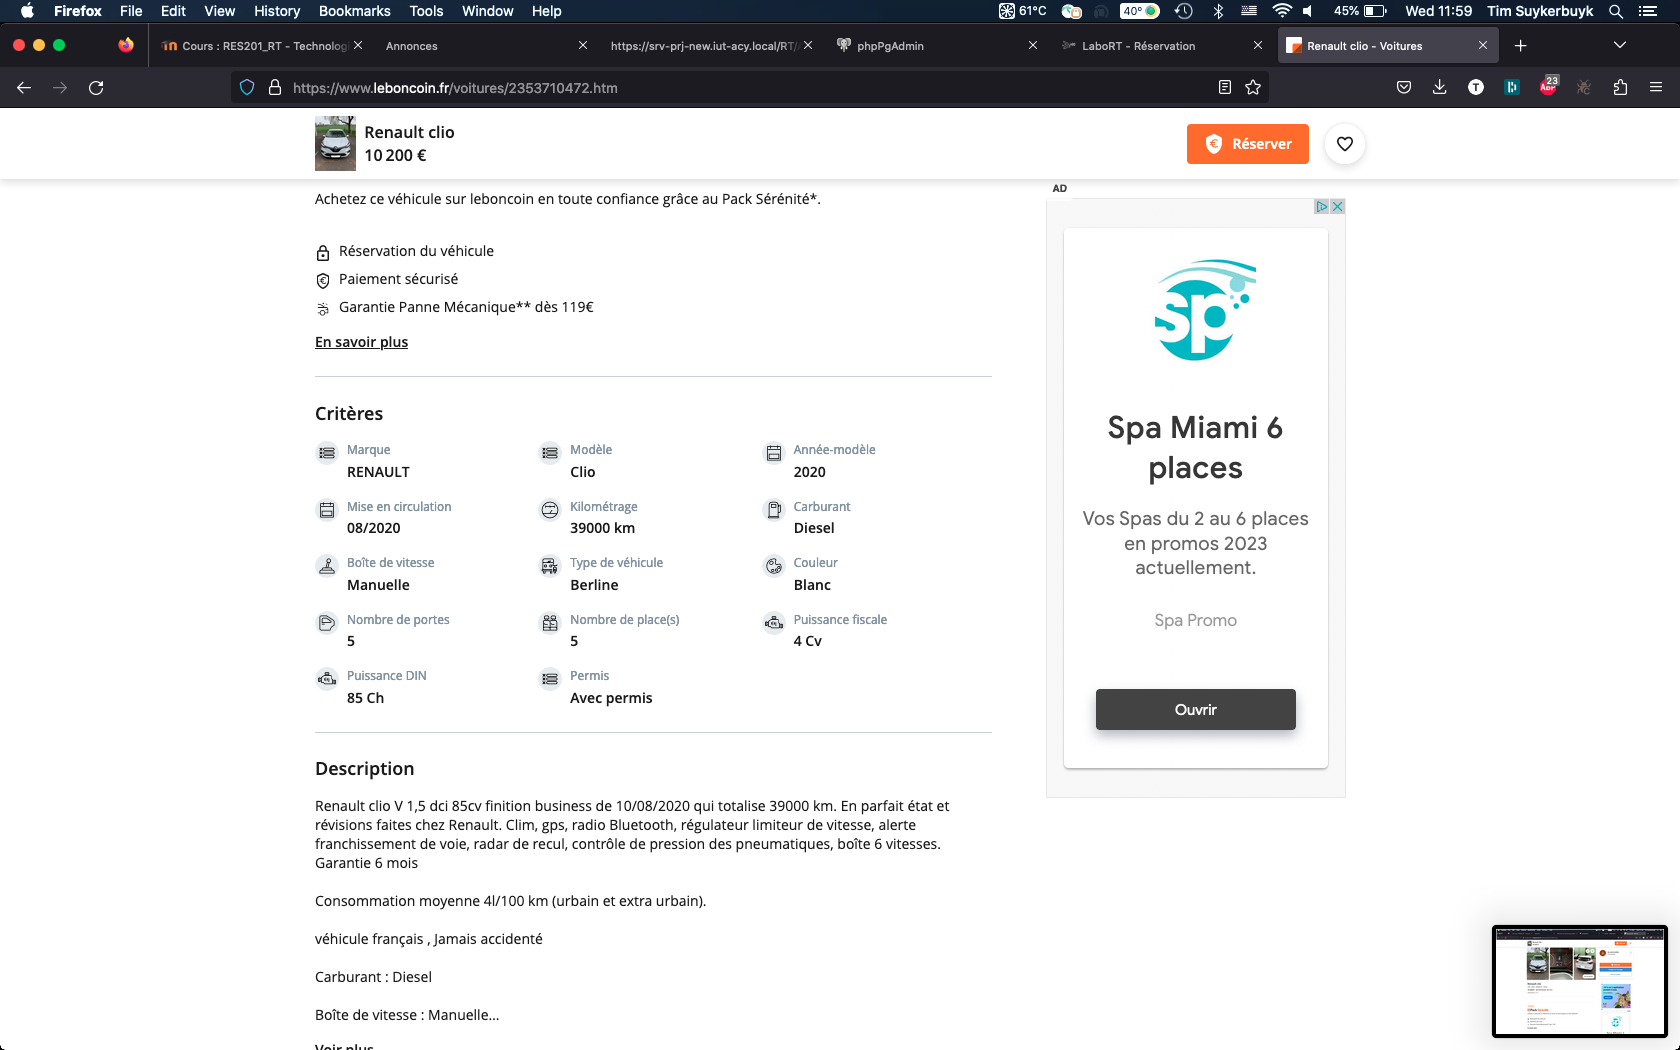 Firefox File Edit View History Bookmarks Tools Window Help 61°C 40° 45% Wed 11:59 Tim Suykerbuyk
Cours : RES201_RT - Technolog
Annonces
https://srv-prj-new.iut-acy.local/RT/
phpPgAdmin
LaboRT - Réservation
Renault clio - Voitures
https://www.leboncoin.fr/voitures/2353710472.htm
T
23
ABP
Renault clio
10 200 €
Réserver
Achetez ce véhicule sur leboncoin en toute confiance grâce au Pack Sérénité*.
Réservation du véhicule
Paiement sécurisé
Garantie Panne Mécanique** dès 119€
En savoir plus
Critères
Marque
RENAULT
Modèle
Clio
Année-modèle
2020
Mise en circulation
08/2020
Kilométrage
39000 km
Carburant
Diesel
Boîte de vitesse
Manuelle
Type de véhicule
Berline
Couleur
Blanc
Nombre de portes
5
Nombre de place(s)
5
Puissance fiscale
4 Cv
Puissance DIN
85 Ch
Permis
Avec permis
Description
Renault clio V 1,5 dci 85cv finition business de 10/08/2020 qui totalise 39000 km. En parfait état et
révisions faites chez Renault. Clim, gps, radio Bluetooth, régulateur limiteur de vitesse, alerte
franchissement de voie, radar de recul, contrôle de pression des pneumatiques, boîte 6 vitesses.
Garantie 6 mois
Consommation moyenne 4l/100 km (urbain et extra urbain).
véhicule français , Jamais accidenté
Carburant : Diesel
Boîte de vitesse : Manuelle...
Voir plus
AD
sp
Spa Miami 6
places
Vos Spas du 2 au 6 places
en promos 2023
actuellement.
Spa Promo
Ouvrir